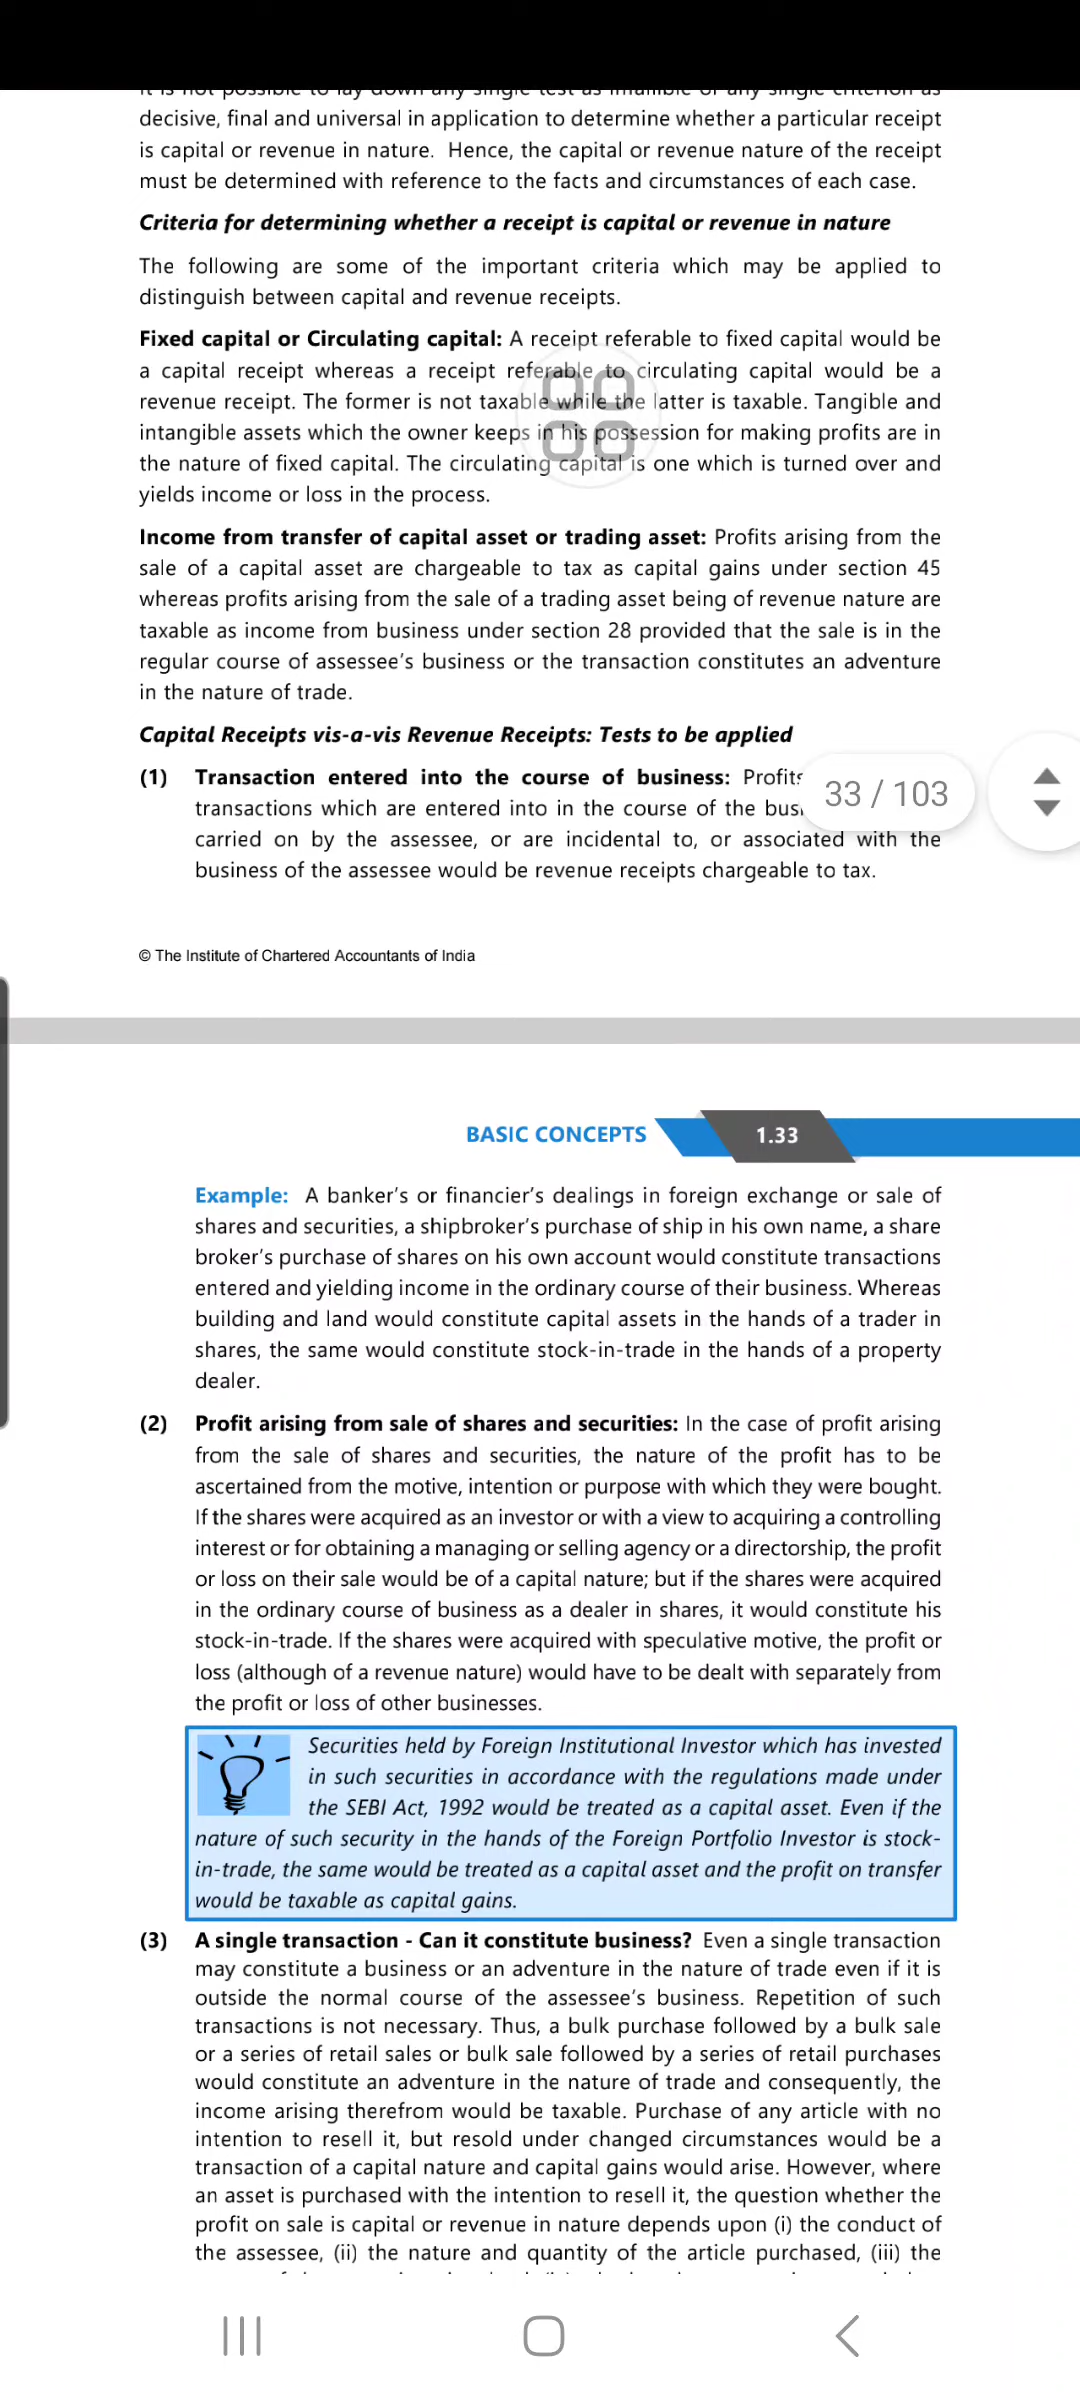 decisive, final and universal in application to determine whether a particular receipt
is capital or revenue in nature. Hence, the capital or revenue nature of the receipt
must be determined with reference to the facts and circumstances of each case.
Criteria for determining whether a receipt is capital or revenue in nature
The following are some of the important criteria which may be applied to
distinguish between capital and revenue receipts.
Fixed capital or Circulating capital: A receipt referable to fixed capital would be
a capital receipt whereas a receipt referable to circulating capital would be a
revenue receipt. The former is not taxable while the latter is taxable. Tangible and
intangible assets which the owner keeps in his possession for making profits are in
the nature of fixed capital. The circulating capital is one which is turned over and
yields income or loss in the process.
Income from transfer of capital asset or trading asset: Profits arising from the
sale of a capital asset are chargeable to tax as capital gains under section 45
whereas profits arising from the sale of a trading asset being of revenue nature are
taxable as income from business under section 28 provided that the sale is in the
regular course of assessee's business or the transaction constitutes an adventure
in the nature of trade.
Capital Receipts vis-a-vis Revenue Receipts: Tests to be applied
(1) Transaction entered into the course of business: Profits
33 / 103
transactions which are entered into in the course of the
carried on by the assessee, or are incidental to, or associated with the
business of the assessee would be revenue receipts chargeable to tax.
© The Institute of Chartered Accountants of India
BASIC CONCEPTS 1.33
Example: A banker's or financier's dealings in foreign exchange or sale of
shares and securities, a shipbroker's purchase of ship in his own name, a share
broker's purchase of shares on his own account would constitute transactions
entered and yielding income in the ordinary course of their business. Whereas
building and land would constitute capital assets in the hands of a trader in
shares, the same would constitute stock-in-trade in the hands of a property
dealer.
(2) Profit arising from sale of shares and securities: In the case of profit arising
from the sale of shares and securities, the nature of the profit has to be
ascertained from the motive, intention or purpose with which they were bought.
If the shares were acquired as an investor or with a view to acquiring a controlling
interest or for obtaining a managing or selling agency or a directorship, the profit
or loss on their sale would be of a capital nature; but if the shares were acquired
in the ordinary course of business as a dealer in shares, it would constitute his
stock-in-trade. If the shares were acquired with speculative motive, the profit or
loss (although of a revenue nature) would have to be dealt with separately from
the profit or loss of other businesses.
Securities held by Foreign Institutional Investor which has invested
in such securities in accordance with the regulations made under
the SEBI Act, 1992 would be treated as a capital asset. Even if the
nature of such security in the hands of the Foreign Portfolio Investor is stock-
in-trade, the same would be treated as a capital asset and the profit on transfer
would be taxable as capital gains.
(3) A single transaction - Can it constitute business? Even a single transaction
may constitute a business or an adventure in the nature of trade even if it is
outside the normal course of the assessee's business. Repetition of such
transactions is not necessary. Thus, a bulk purchase followed by a bulk sale
or a series of retail sales or bulk sale followed by a series of retail purchases
would constitute an adventure in the nature of trade and consequently, the
income arising therefrom would be taxable. Purchase of any article with no
intention to resell it, but resold under changed circumstances would be a
transaction of a capital nature and capital gains would arise. However, where
an asset is purchased with the intention to resell it, the question whether the
profit on sale is capital or revenue in nature depends upon (i) the conduct of
the assessee, (ii) the nature and quantity of the article purchased, (iii) the